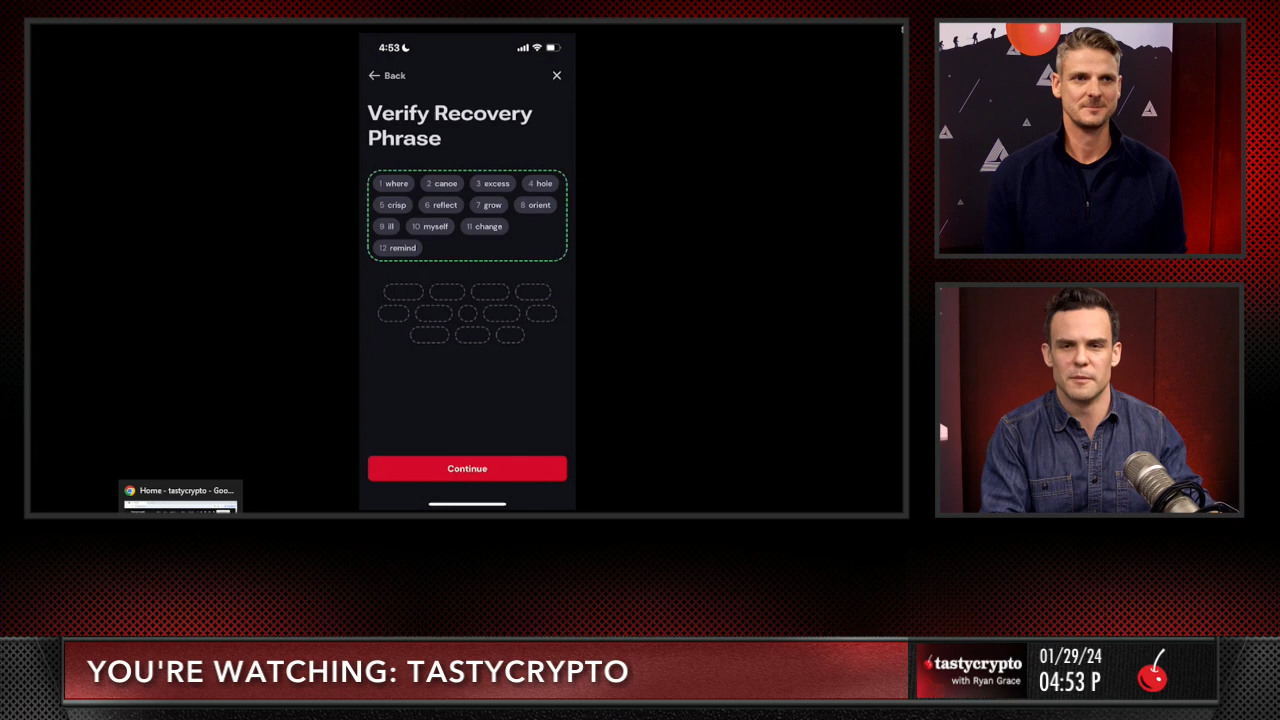 4:53
Back
Verify Recovery
Phrase
1 where 2 canoe 3 excess 4 hole
5 crisp 6 reflect 7 grow 8 orient
9 ill 10 myself 11 change
12 remind
Continue
Home - tastycrypto - Goo...
YOU'RE WATCHING: TASTYCRYPTO
tastycrypto
with Ryan Grace
01/29/24
04:53 P